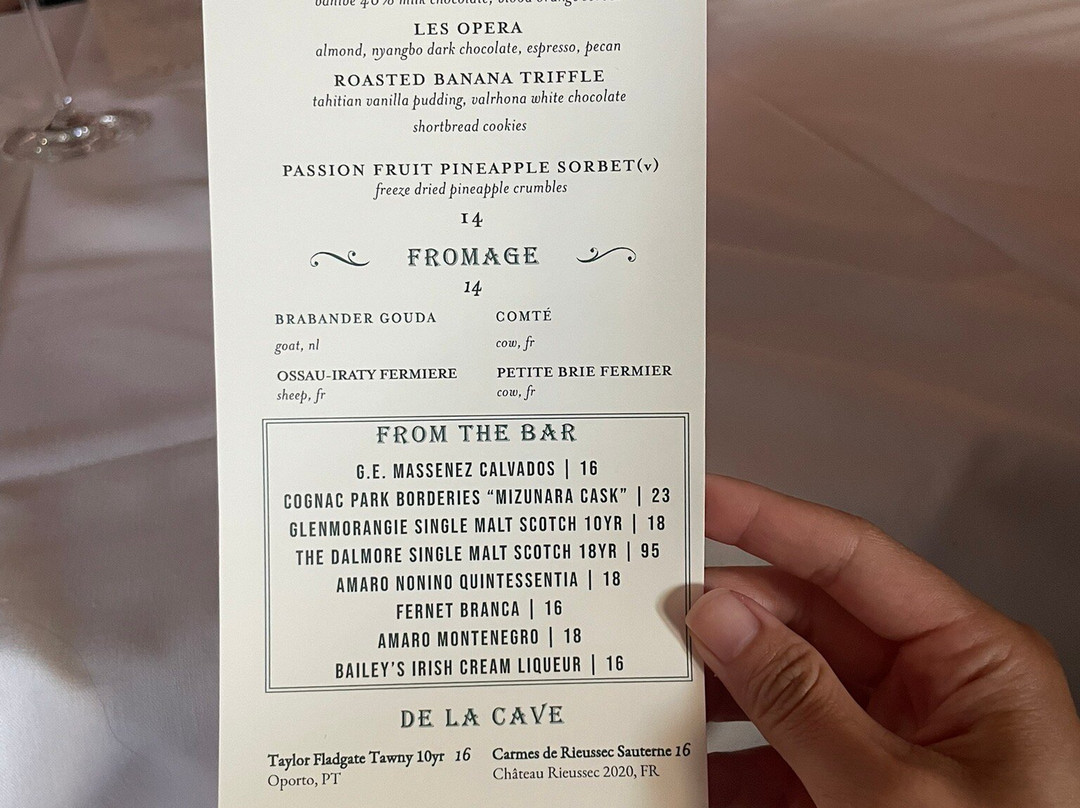 40% milk chocolate, blood orange
LES OPERA
almond, nyangbo dark chocolate, espresso, pecan
ROASTED BANANA TRIFFLE
tahitian vanilla pudding, valrhona white chocolate
shortbread cookies
PASSION FRUIT PINEAPPLE SORBET(v)
freeze dried pineapple crumbles
14
FROMAGE
14
BRABANDER GOUDA
goat, nl
COMTÉ
cow, fr
OSSAU-IRATY FERMIERE
sheep, fr
PETITE BRIE FERMIER
cow, fr
FROM THE BAR
G.E. MASSENEZ CALVADOS | 16
COGNAC PARK BORDERIES “MIZUNARA CASK” | 23
GLENMORANGIE SINGLE MALT SCOTCH 10YR | 18
THE DALMORE SINGLE MALT SCOTCH 18YR | 95
AMARO NONINO QUINTESSENTIA | 18
FERNET BRANCA | 16
AMARO MONTENEGRO | 18
BAILEY’S IRISH CREAM LIQUEUR | 16
DE LA CAVE
Taylor Fladgate Tawny 10yr 16
Oporto, PT
Carmes de Rieussec Sauterne 16
Château Rieussec 2020, FR